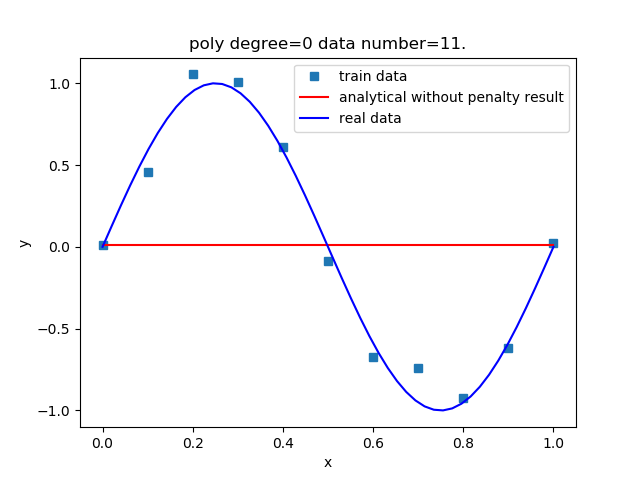 poly degree=0 data number=11.
train data
analytical without penalty result
real data
1.0
0.5
0.0
−0.5
−1.0
y
0.0 0.2 0.4 0.6 0.8 1.0
x